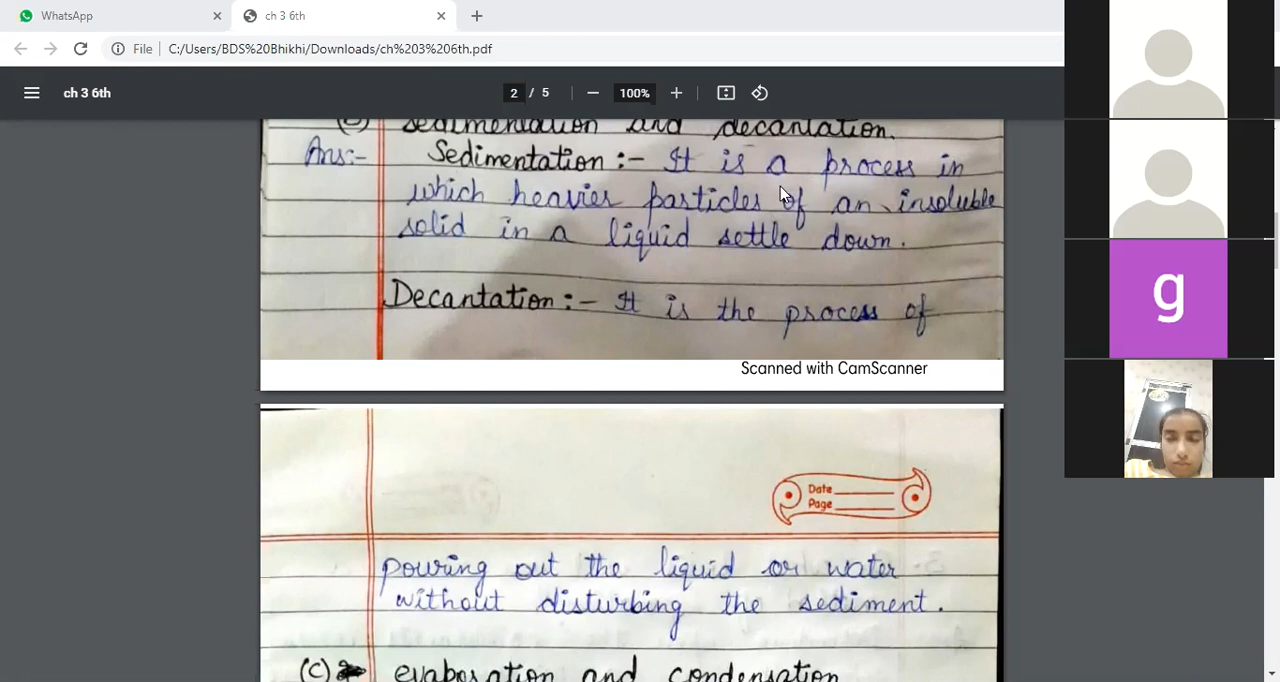 WhatsApp
ch 3 6th
File
C:/Users/BDS%20Bhikhi/Downloads/ch%203%206th.pdf
ch 3 6th
2 / 5
100%
sedimentation and decantation.
Ans:- Sedimentation :- It is a process in
which heavier particles of an insoluble
solid in a liquid settle down.
Decantation :- It is the process of
Scanned with CamScanner
Date
Page
pouring out the liquid or water
without disturbing the sediment.
(C) evaporation and condensation
g